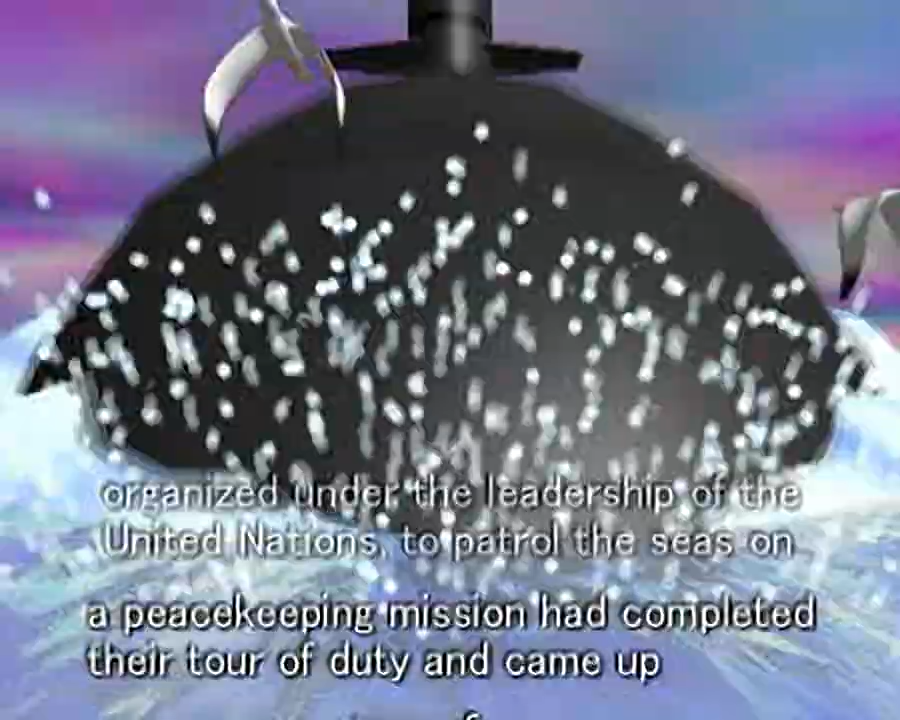 organized under the leadership of the
United Nations, to patrol the seas on
a peacekeeping mission had completed
their tour of duty and came up